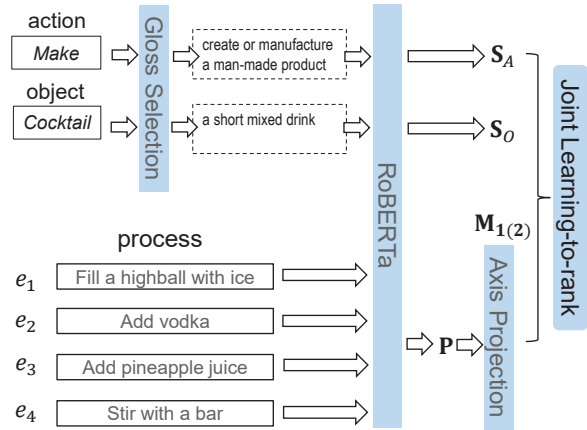 action
Make
object
Cocktail
Gloss Selection
create or manufacture
a man-made product
a short mixed drink
RoBERTa
S_A
S_O
Joint Learning-to-rank
process
e_1 Fill a highball with ice
e_2 Add vodka
e_3 Add pineapple juice
e_4 Stir with a bar
P
M_1(2)
Axis Projection